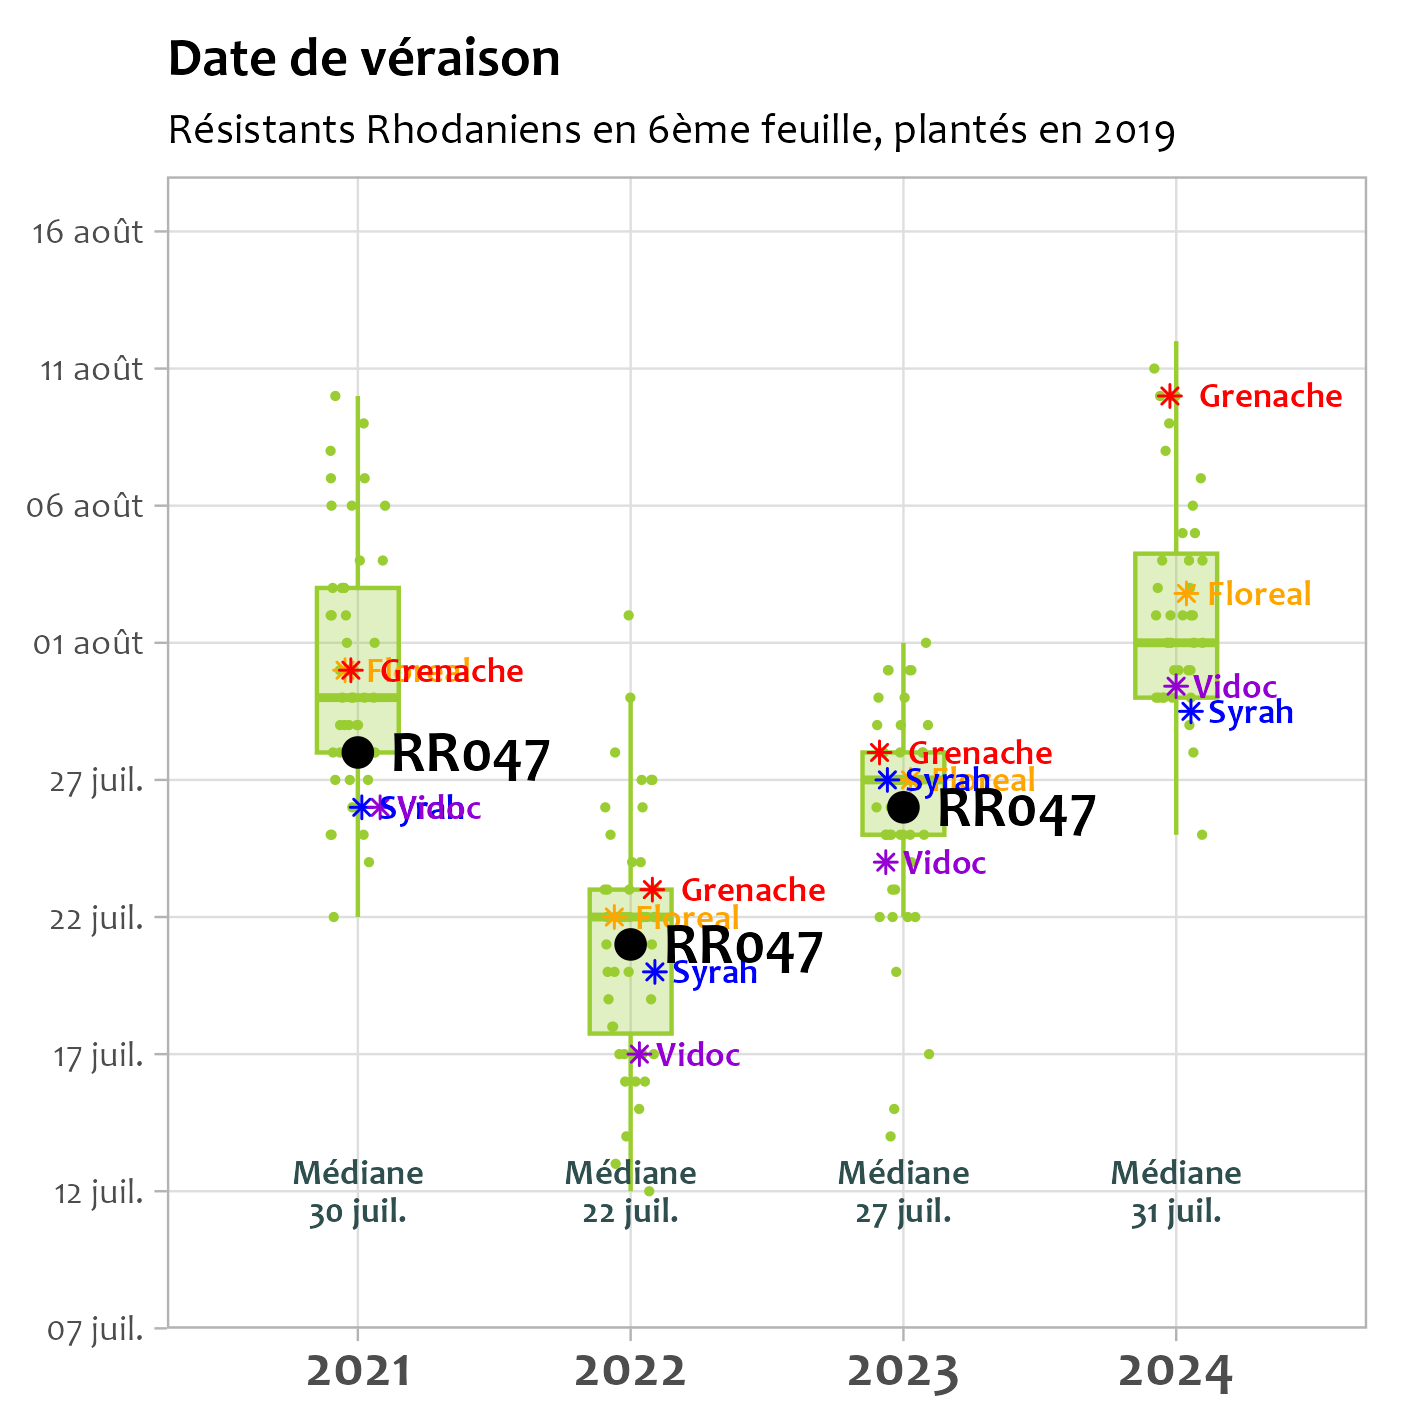 Date de véraison
Résistants Rhodaniens en 6ème feuille, plantés en 2019
16 août
11 août
06 août
01 août
27 juil.
22 juil.
17 juil.
12 juil.
07 juil.
Floreal
Grenache
RR047
Syrah
Vidoc
Médiane
30 juil.
Grenache
Floreal
RR047
Syrah
Vidoc
Médiane
22 juil.
Grenache
Syrah
Floreal
RR047
Vidoc
Médiane
27 juil.
Grenache
Floreal
Vidoc
Syrah
Médiane
31 juil.
2021
2022
2023
2024